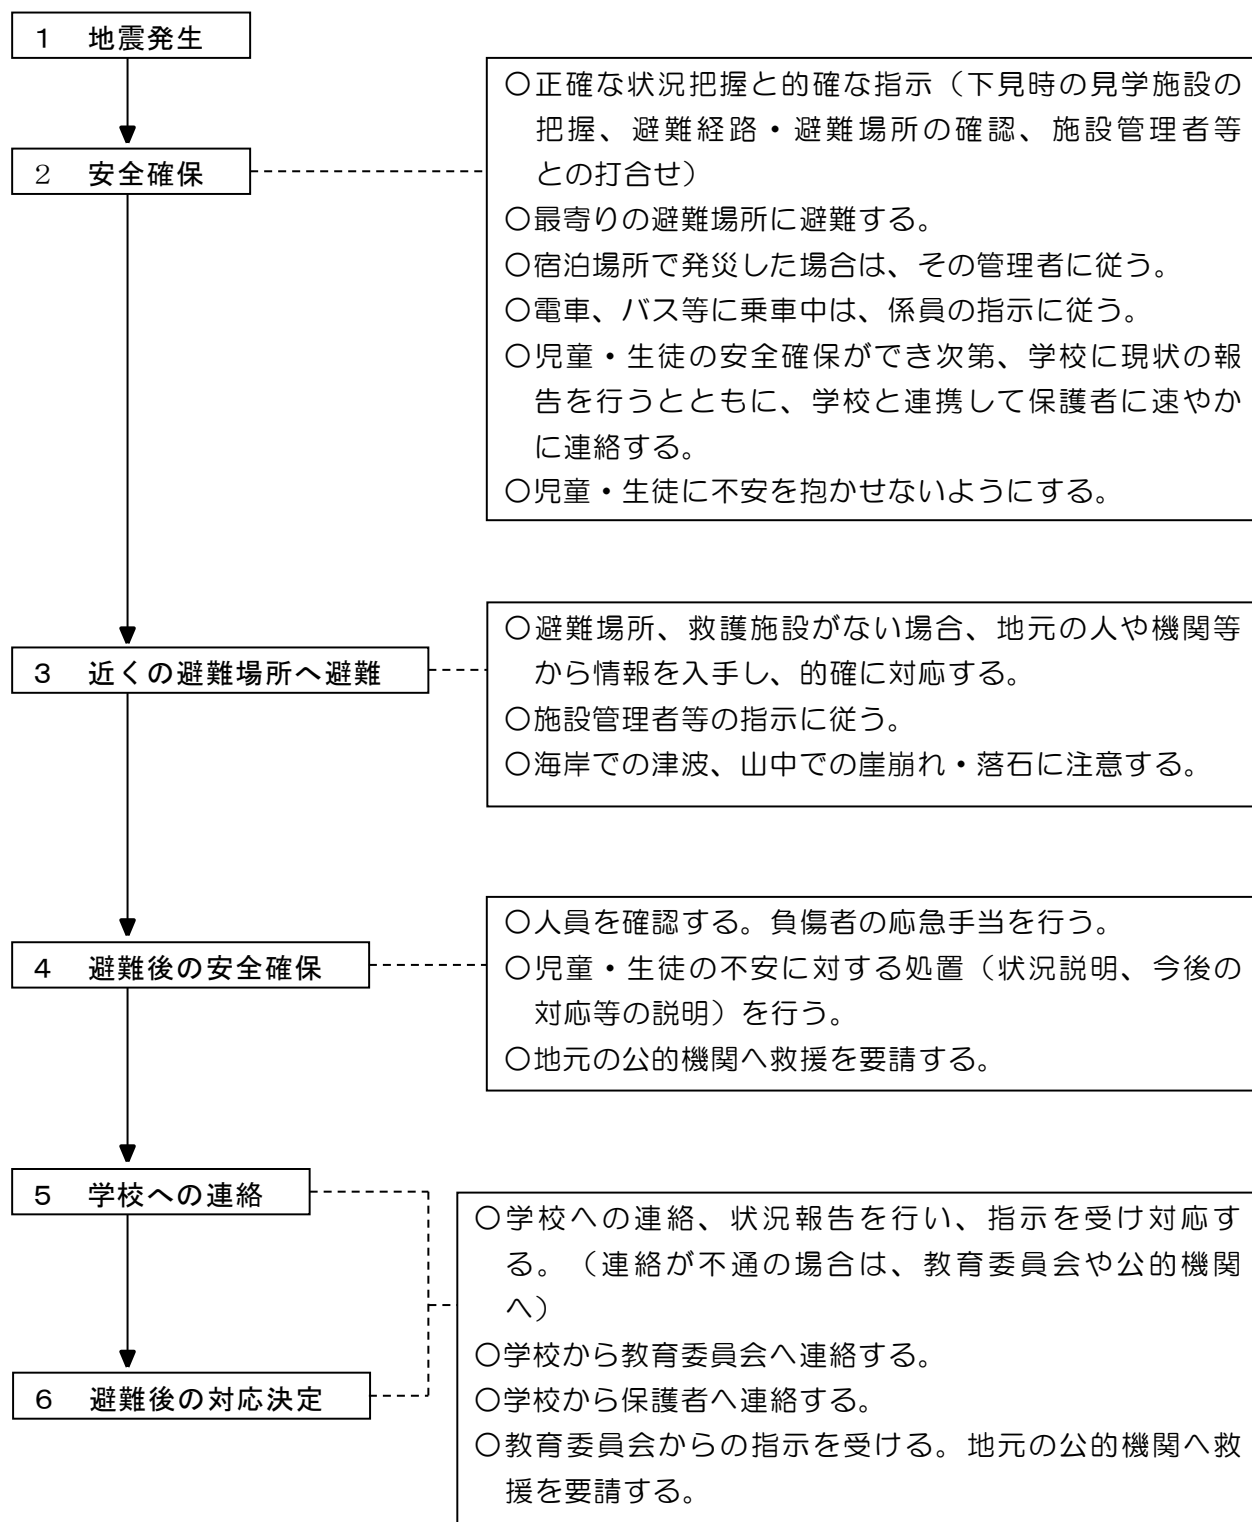 １　地震発生
２　安全確保
〇正確な状況把握と的確な指示（下見時の見学施設の
把握、避難経路・避難場所の確認、施設管理者等
との打合せ）
〇最寄りの避難場所に避難する。
〇宿泊場所で発災した場合は、その管理者に従う。
〇電車、バス等に乗車中は、係員の指示に従う。
〇児童・生徒の安全確保ができ次第、学校に現状の報
告を行うとともに、学校と連携して保護者に速やか
に連絡する。
〇児童・生徒に不安を抱かせないようにする。
３　近くの避難場所へ避難
〇避難場所、救護施設がない場合、地元の人や機関等
から情報を入手し、的確に対応する。
〇施設管理者等の指示に従う。
〇海岸での津波、山中での崖崩れ・落石に注意する。
４　避難後の安全確保
〇人員を確認する。負傷者の応急手当を行う。
〇児童・生徒の不安に対する処置（状況説明、今後の
対応等の説明）を行う。
〇地元の公的機関へ救援を要請する。
５　学校への連絡
６　避難後の対応決定
〇学校への連絡、状況報告を行い、指示を受け対応す
る。（連絡が不通の場合は、教育委員会や公的機関
へ）
〇学校から教育委員会へ連絡する。
〇学校から保護者へ連絡する。
〇教育委員会からの指示を受ける。地元の公的機関へ救
援を要請する。